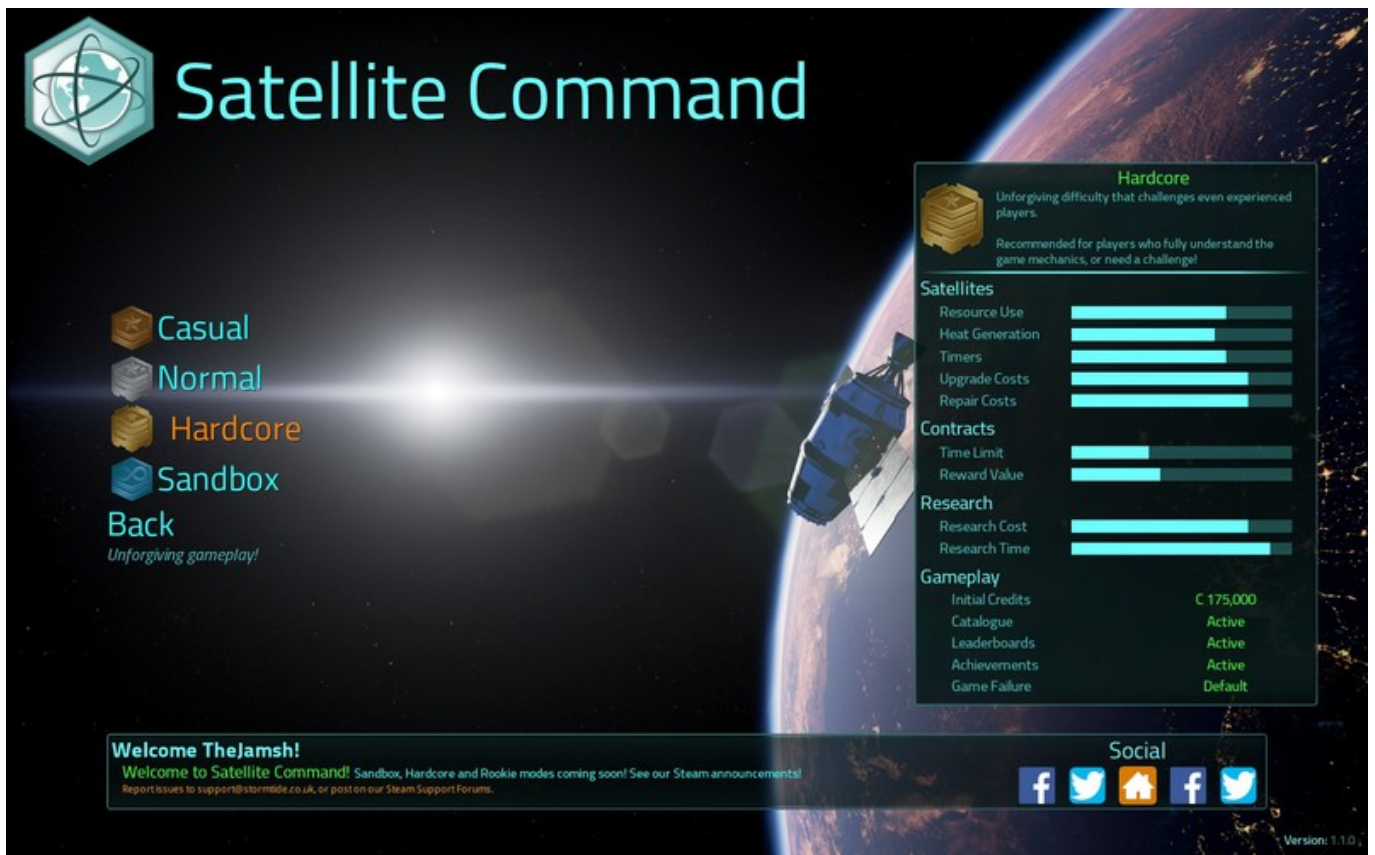 Satellite Command
Casual
Normal
Hardcore
Sandbox
Back
Unforgiving gameplay!
Hardcore
Unforgiving difficulty that challenges even experienced
players.
Recommended for players who fully understand the
game mechanics, or need a challenge!
Satellites
Resource Use
Heat Generation
Timers
Upgrade Costs
Repair Costs
Contracts
Time Limit
Reward Value
Research
Research Cost
Research Time
Gameplay
Initial Credits C 175,000
Catalogue Active
Leaderboards Active
Achievements Active
Game Failure Default
Welcome TheJamsh!
Welcome to Satellite Command! Sandbox, Hardcore and Rookie modes coming soon! See our Steam announcements!
Report issues to support@stormtide.co.uk, or post on our Steam Support Forums.
Social
Version: 1.1.0